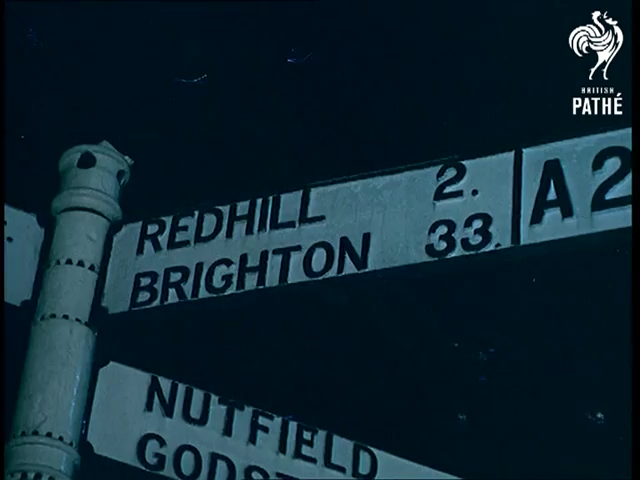 BRITISH
PATHÉ
REDHILL 2.
BRIGHTON 33.
A2
NUTFIELD